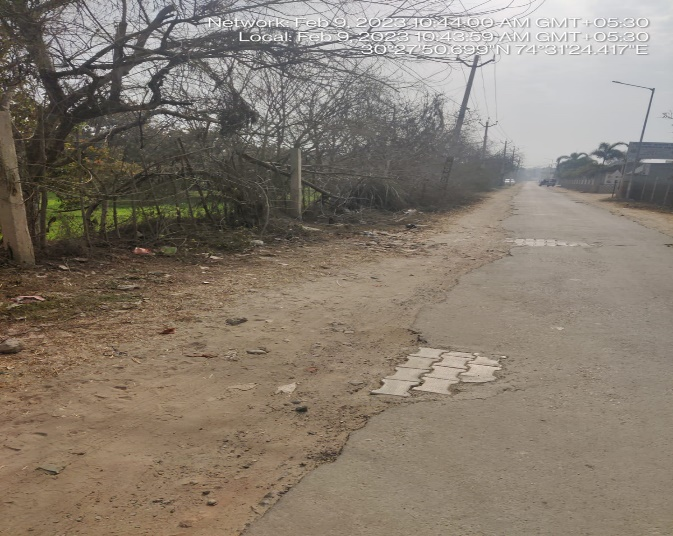 Network: Feb 9, 2023 10:44:00 AM GMT+05:30
Local: Feb 9, 2023 10:43:59 AM GMT+05:30
30°27'50.699"N 74°31'24.417"E